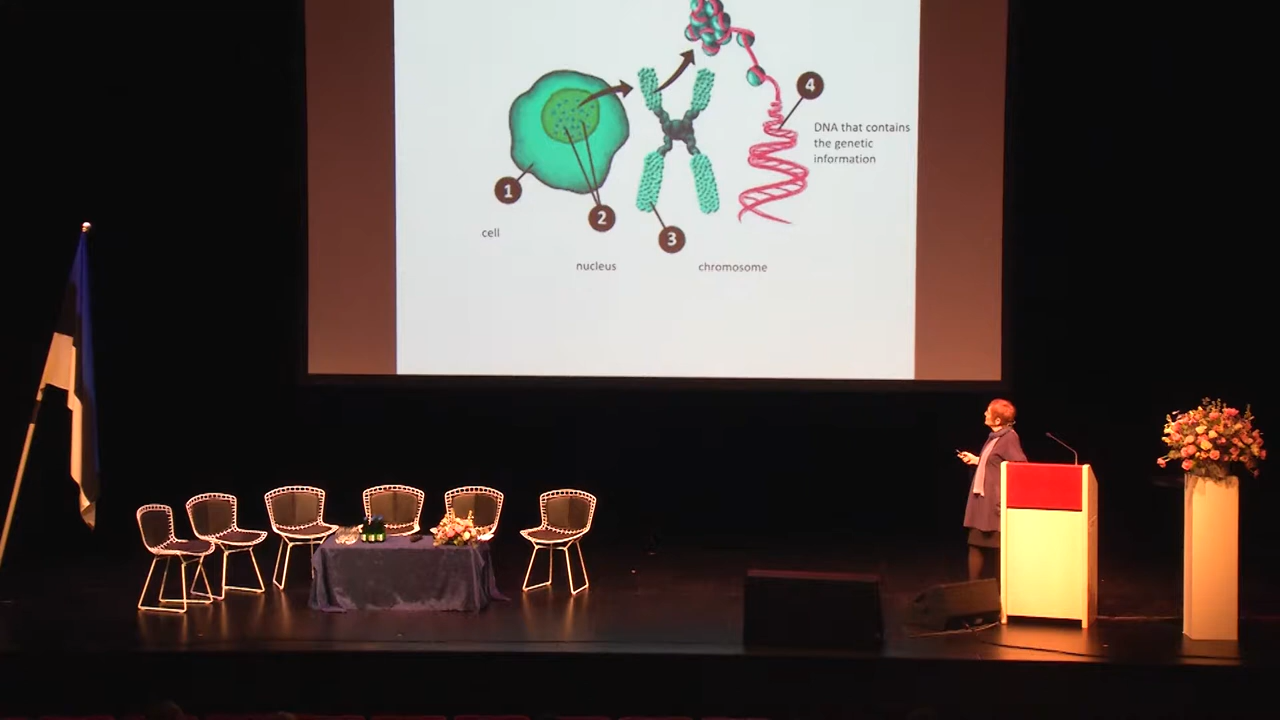 4
DNA that contains
the genetic
information
1
2
3
cell
nucleus
chromosome